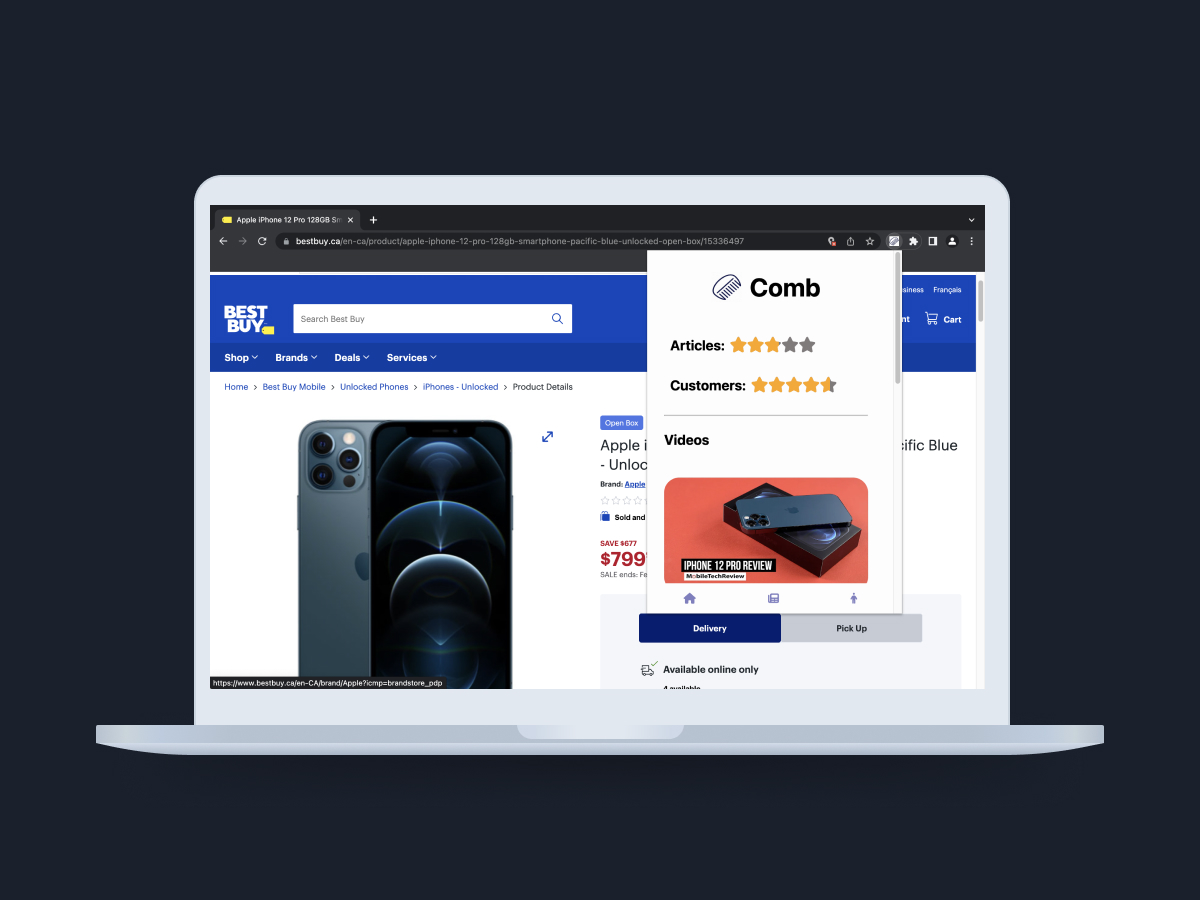 Apple iPhone 12 Pro 128GB Sm
bestbuy.ca/en-ca/product/apple-iphone-12-pro-128gb-smartphone-pacific-blue-unlocked-open-box/15336497
Comb
Articles:
Customers:
Videos
IPHONE 12 PRO REVIEW
MobileTechReview
siness Français
BEST
BUY
Search Best Buy
nt Cart
Shop Brands Deals Services
Home > Best Buy Mobile > Unlocked Phones > iPhones - Unlocked > Product Details
Open Box
Apple i cific Blue
- Unloc
Brand: Apple
Sold and
SAVE $677
$799
SALE ends: Fe
Delivery Pick Up
Available online only
4 available
https://www.bestbuy.ca/en-CA/brand/Apple?icmp=brandstore_pdp